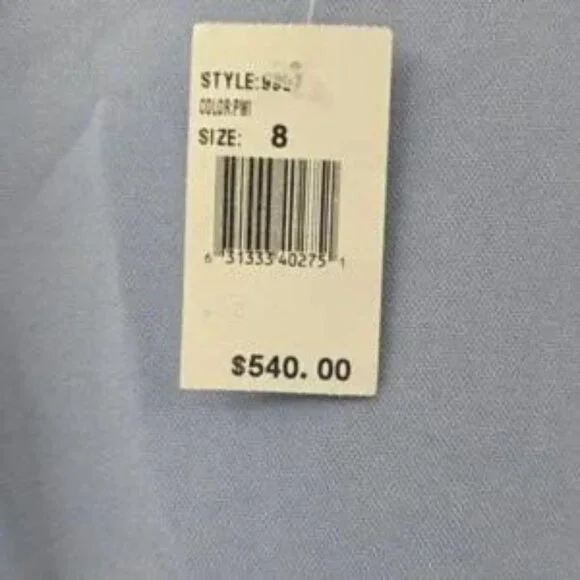 STYLE:
COLOR:PWI
SIZE: 8
6 31333 40275 1
$540.00